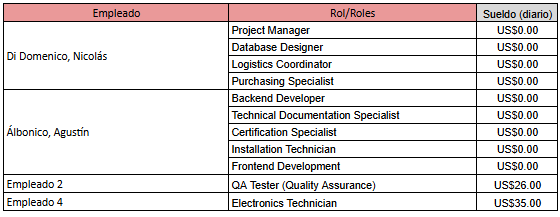 Empleado Rol/Roles Sueldo (diario)
Di Domenico, Nicolás Project Manager US$0.00
Database Designer US$0.00
Logistics Coordinator US$0.00
Purchasing Specialist US$0.00
Álbonico, Agustín Backend Developer US$0.00
Technical Documentation Specialist US$0.00
Certification Specialist US$0.00
Installation Technician US$0.00
Frontend Development US$0.00
Empleado 2 QA Tester (Quality Assurance) US$26.00
Empleado 4 Electronics Technician US$35.00